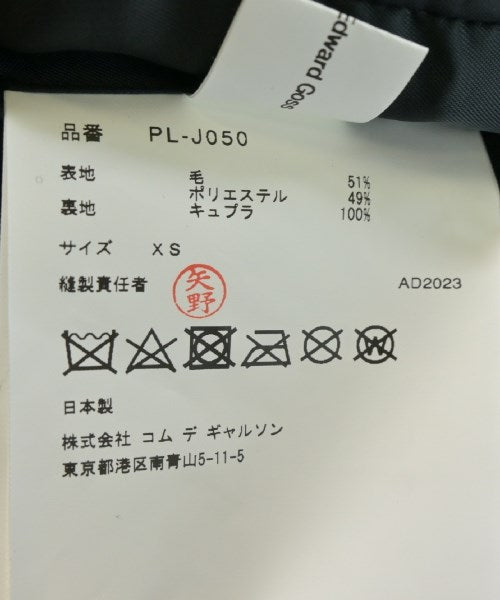 Edward Goss
品番 PL-J050
表地 毛 51%
ポリエステル 49%
裏地 キュプラ 100%
サイズ XS
縫製責任者 矢野 AD2023
日本製
株式会社 コム デ ギャルソン
東京都港区南青山5-11-5